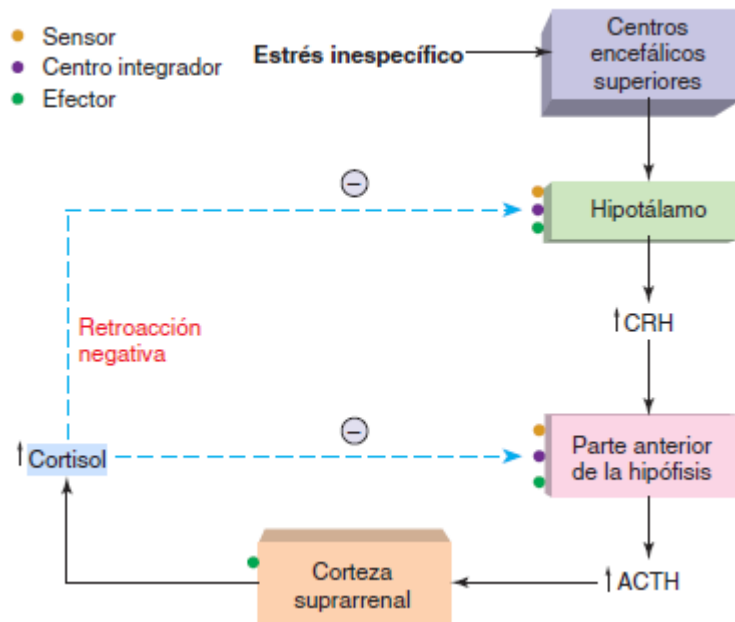 Sensor
Centro integrador
Efector
Estrés inespecífico
Centros
encefálicos
superiores
−
Hipotálamo
↑CRH
Retroacción
negativa
−
↑Cortisol
Parte anterior
de la hipófisis
Corteza
suprarrenal
↑ACTH